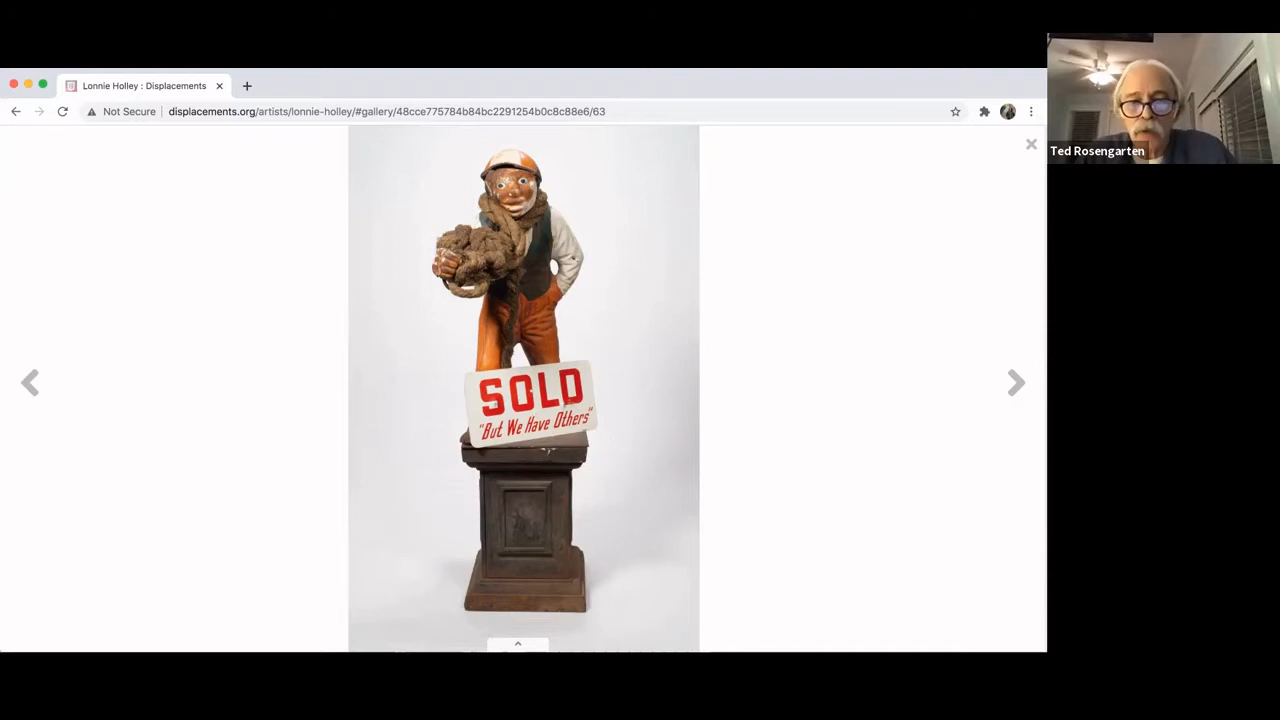 Lonnie Holley : Displacements
Not Secure
displacements.org/artists/lonnie-holley/#gallery/48cce775784b84bc2291254b0c8c88e6/63
Ted Rosengarten
SOLD
"But We Have Others"